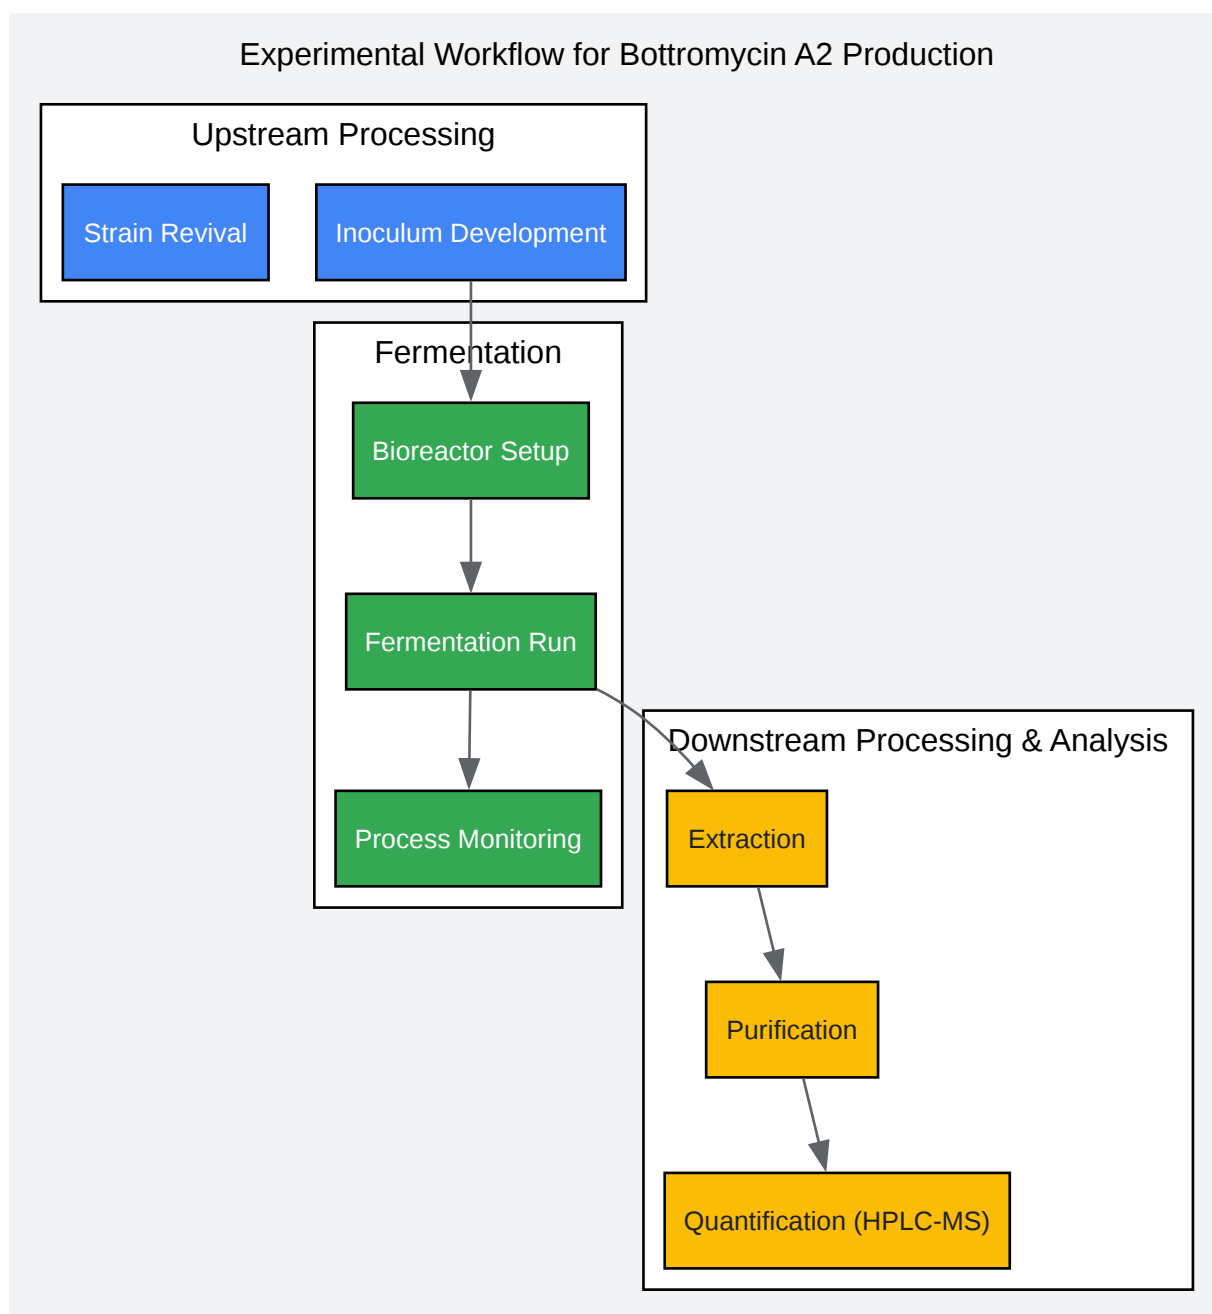 Experimental Workflow for Bottromycin A2 Production
Upstream Processing
Strain Revival
Inoculum Development
Fermentation
Bioreactor Setup
Fermentation Run
Process Monitoring
Downstream Processing & Analysis
Extraction
Purification
Quantification (HPLC-MS)